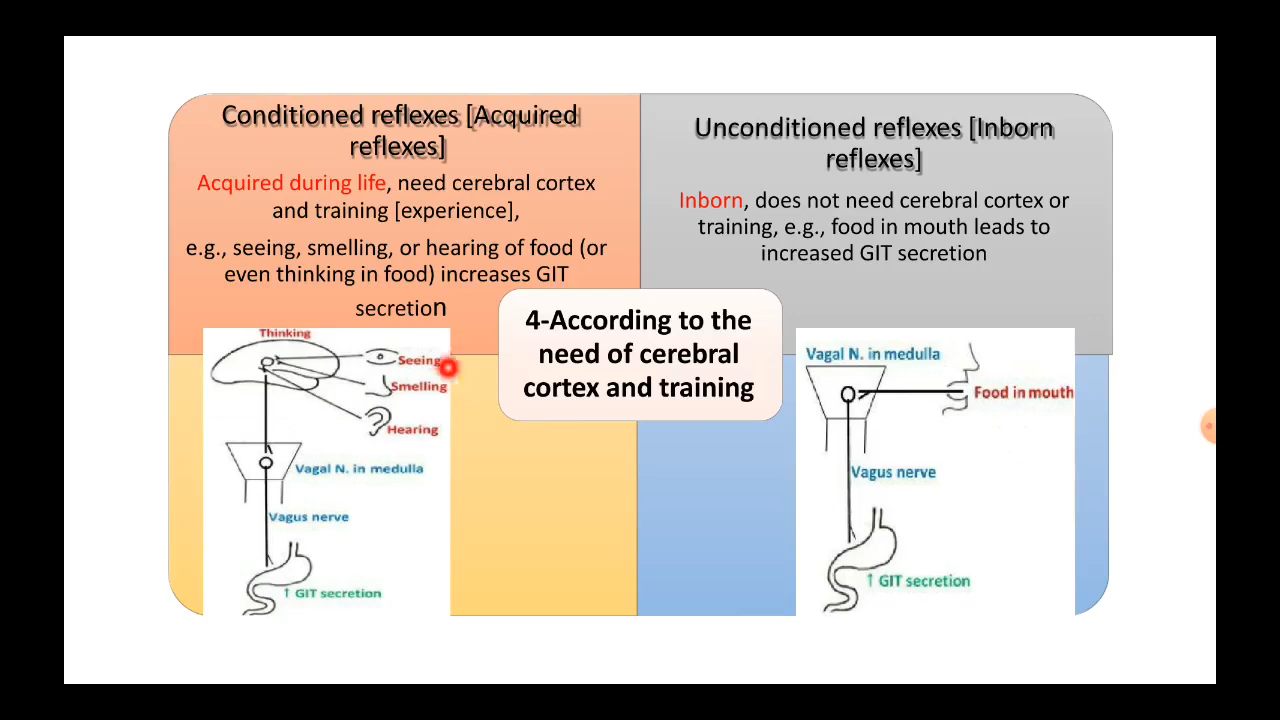 Conditioned reflexes [Acquired
reflexes]
Acquired during life, need cerebral cortex
and training [experience],
e.g., seeing, smelling, or hearing of food (or
even thinking in food) increases GIT
secretion
Unconditioned reflexes [Inborn
reflexes]
Inborn, does not need cerebral cortex or
training, e.g., food in mouth leads to
increased GIT secretion
4-According to the
need of cerebral
cortex and training
Thinking
Seeing
Smelling
Hearing
Vagal N. in medulla
Vagus nerve
↑ GIT secretion
Vagal N. in medulla
Food in mouth
Vagus nerve
↑ GIT secretion